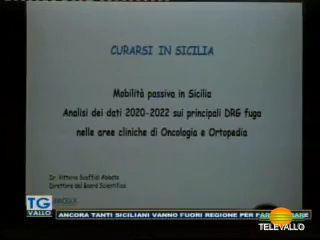 CURARSI IN SICILIA
Mobilità passiva in Sicilia
Analisi dei dati 2020-2022 sui principali DRG fuga
nelle aree cliniche di Oncologia e Ortopedia
Dr. Vittorio
Direttore del Board Scientifico
TG
VALLO
ANCORA TANTI SICILIANI VANNO FUORI REGIONE PER
TELEVALLO